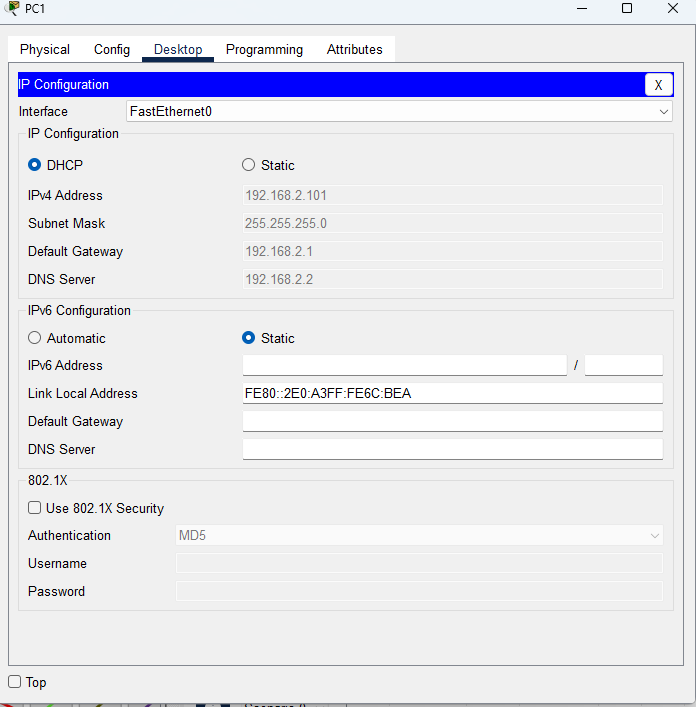 PC1
Physical Config Desktop Programming Attributes
IP Configuration X
Interface FastEthernet0
IP Configuration
DHCP Static
IPv4 Address 192.168.2.101
Subnet Mask 255.255.255.0
Default Gateway 192.168.2.1
DNS Server 192.168.2.2
IPv6 Configuration
Automatic Static
IPv6 Address /
Link Local Address FE80::2E0:A3FF:FE6C:BEA
Default Gateway
DNS Server
802.1X
Use 802.1X Security
Authentication MD5
Username
Password
Top